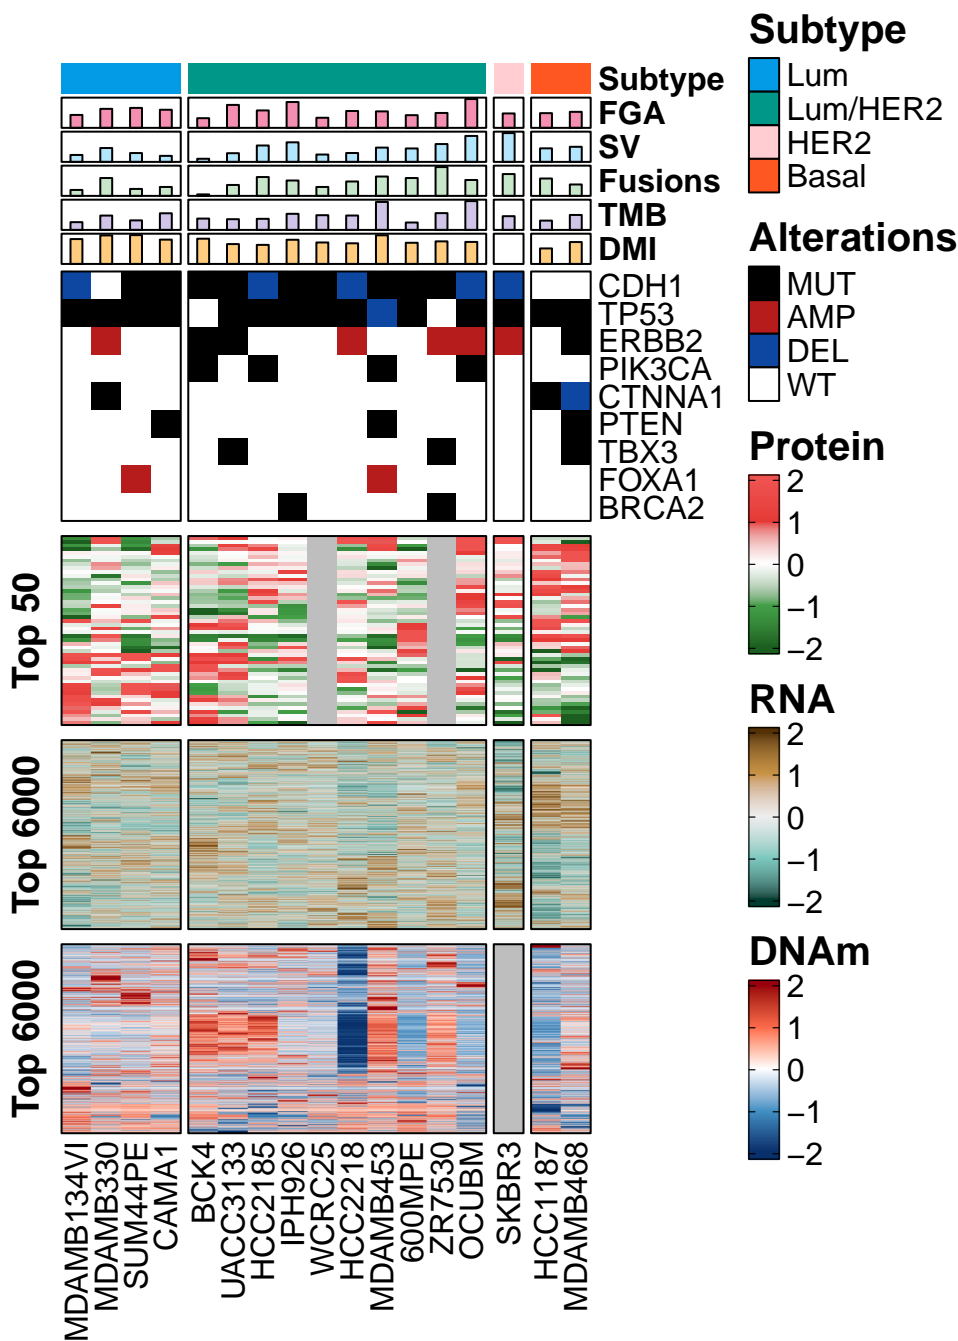 Subtype
FGA
SV
Fusions
TMB
DMI
CDH1
TP53
ERBB2
PIK3CA
CTNNA1
PTEN
TBX3
FOXA1
BRCA2
Top 50
Top 6000
Top 6000
MDAMB134VI
MDAMB330
SUM44PE
CAMA1
BCK4
UACC3133
HCC2185
IPH926
WCRC25
HCC2218
MDAMB453
600MPE
ZR7530
OCUBM
SKBR3
HCC1187
MDAMB468
Subtype
Lum
Lum/HER2
HER2
Basal
Alterations
MUT
AMP
DEL
WT
Protein
2
1
0
−1
−2
RNA
2
1
0
−1
−2
DNAm
2
1
0
−1
−2